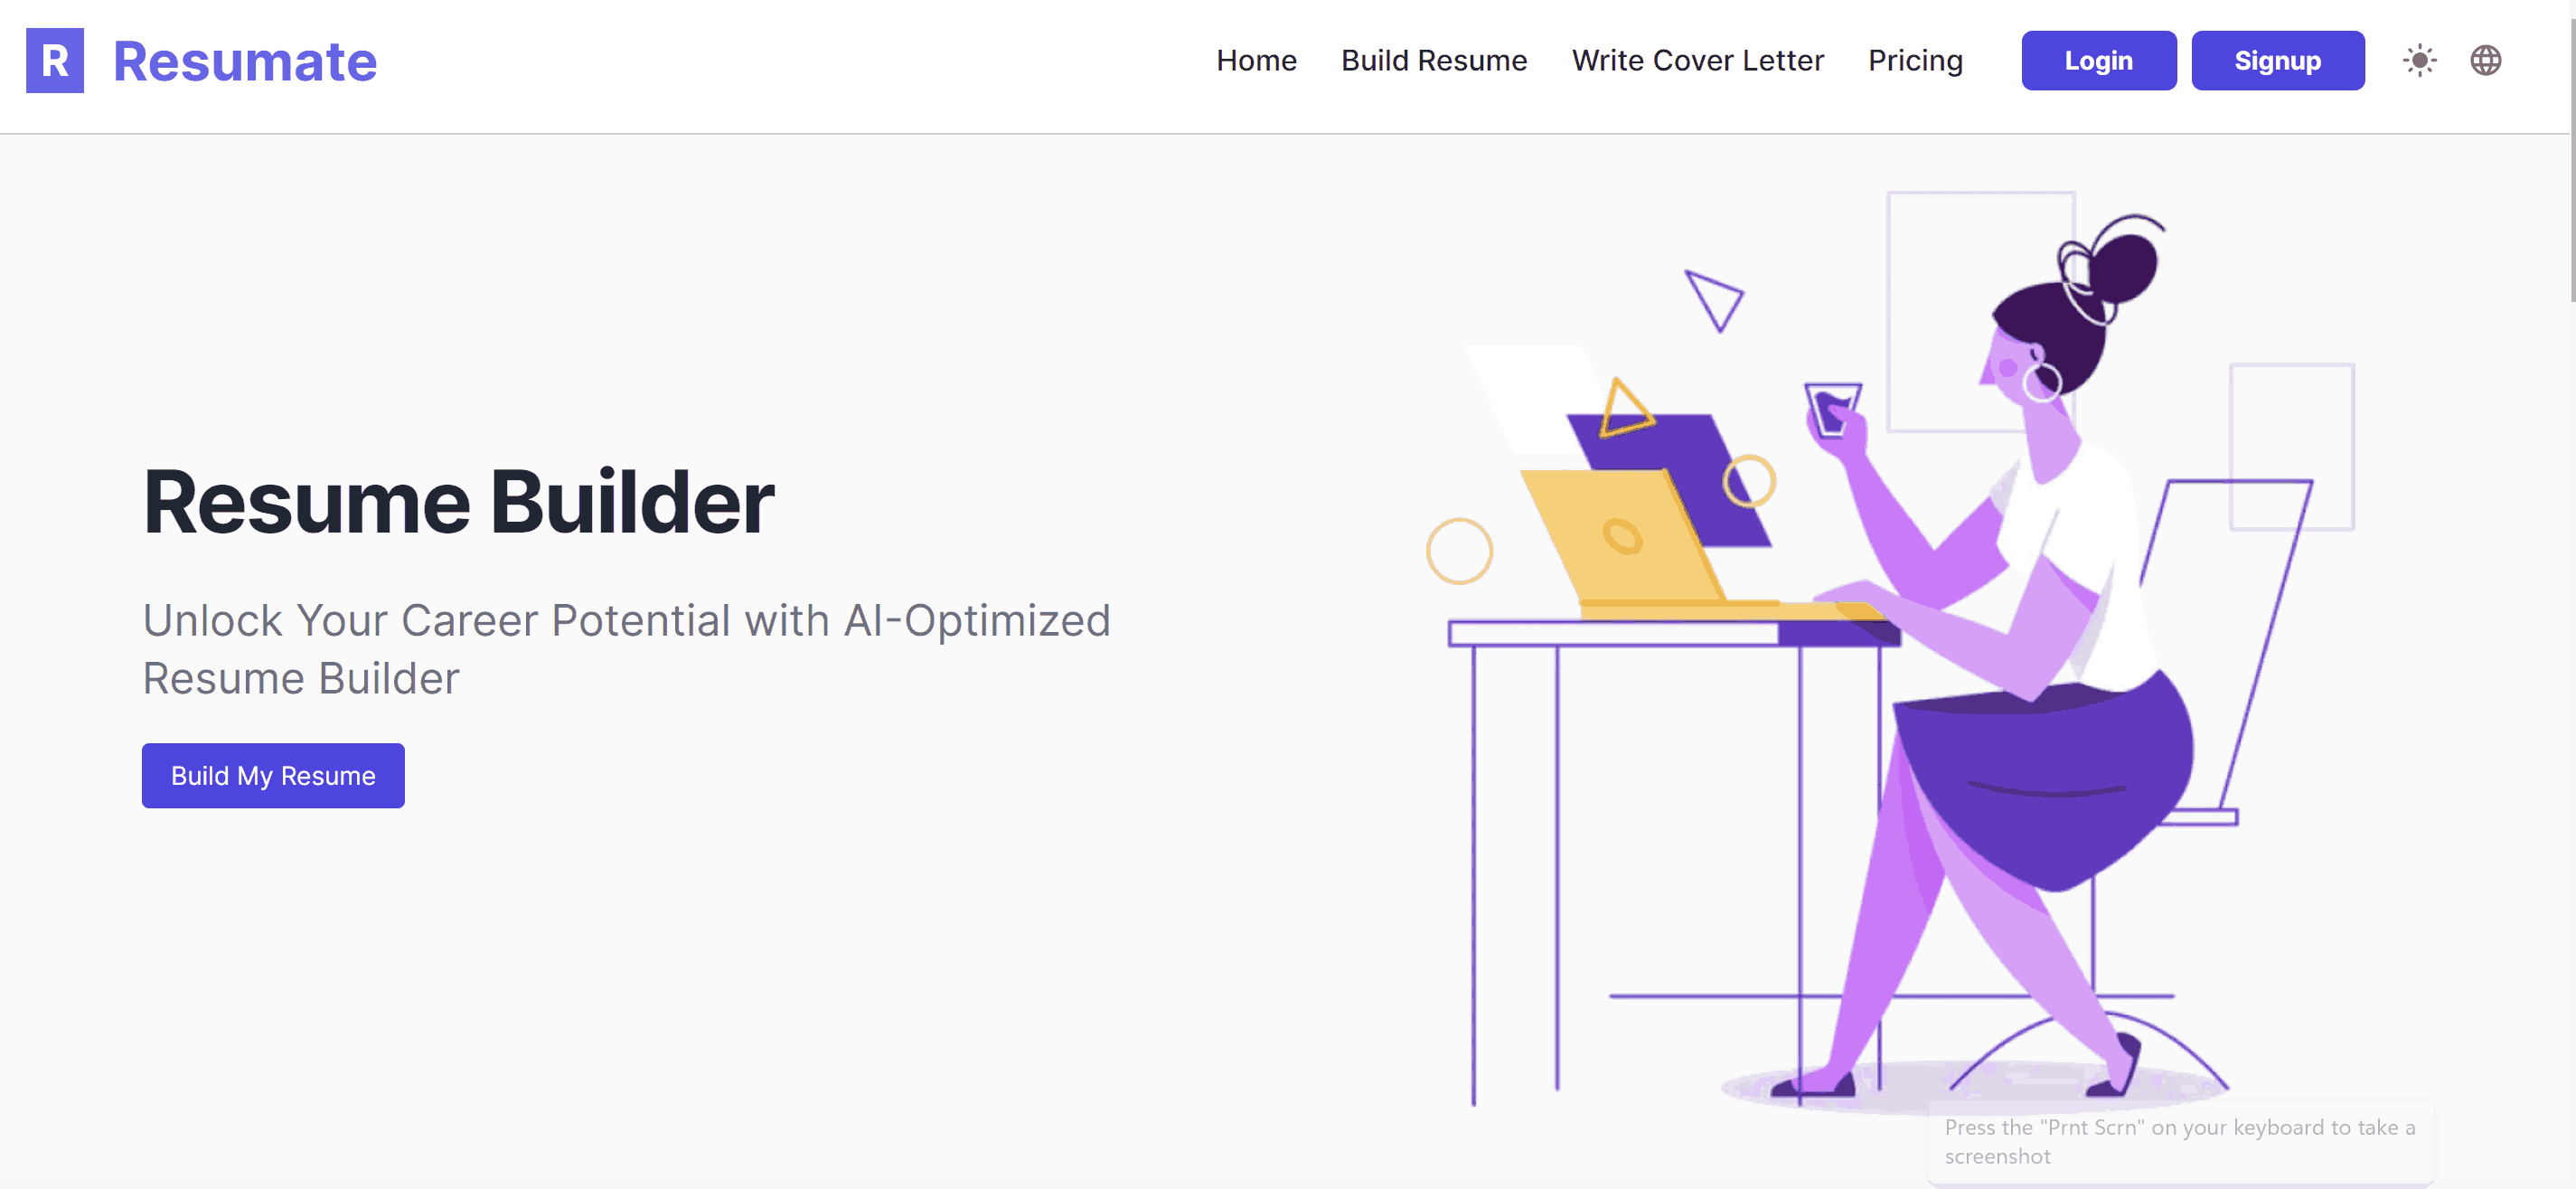 R Resumate
Home Build Resume Write Cover Letter Pricing Login Signup
Resume Builder
Unlock Your Career Potential with AI-Optimized
Resume Builder
Build My Resume
Press the "Prnt Scrn" on your keyboard to take a
screenshot